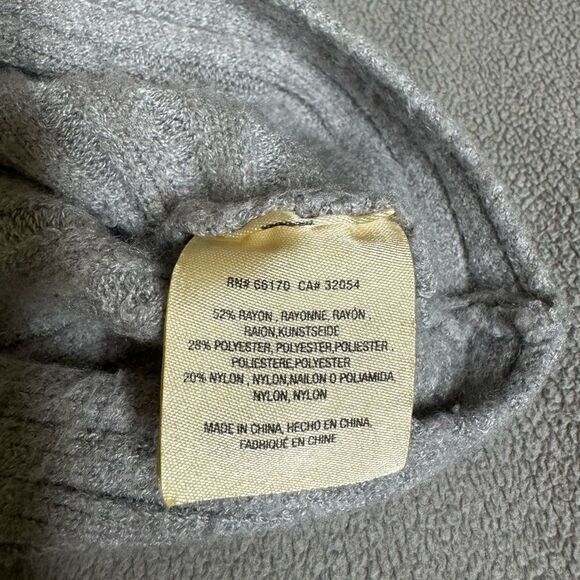 RN# 66170 CA# 32054
52% RAYON , RAYONNE, RAYÓN ,
RAION,KUNSTSEIDE
28% POLYESTER, POLYESTER,POLIESTER ,
POLIESTERE,POLYESTER
20% NYLON , NYLON,NAILON O POLIAMIDA,
NYLON, NYLON
MADE IN CHINA, HECHO EN CHINA,
FABRIQUÉ EN CHINE